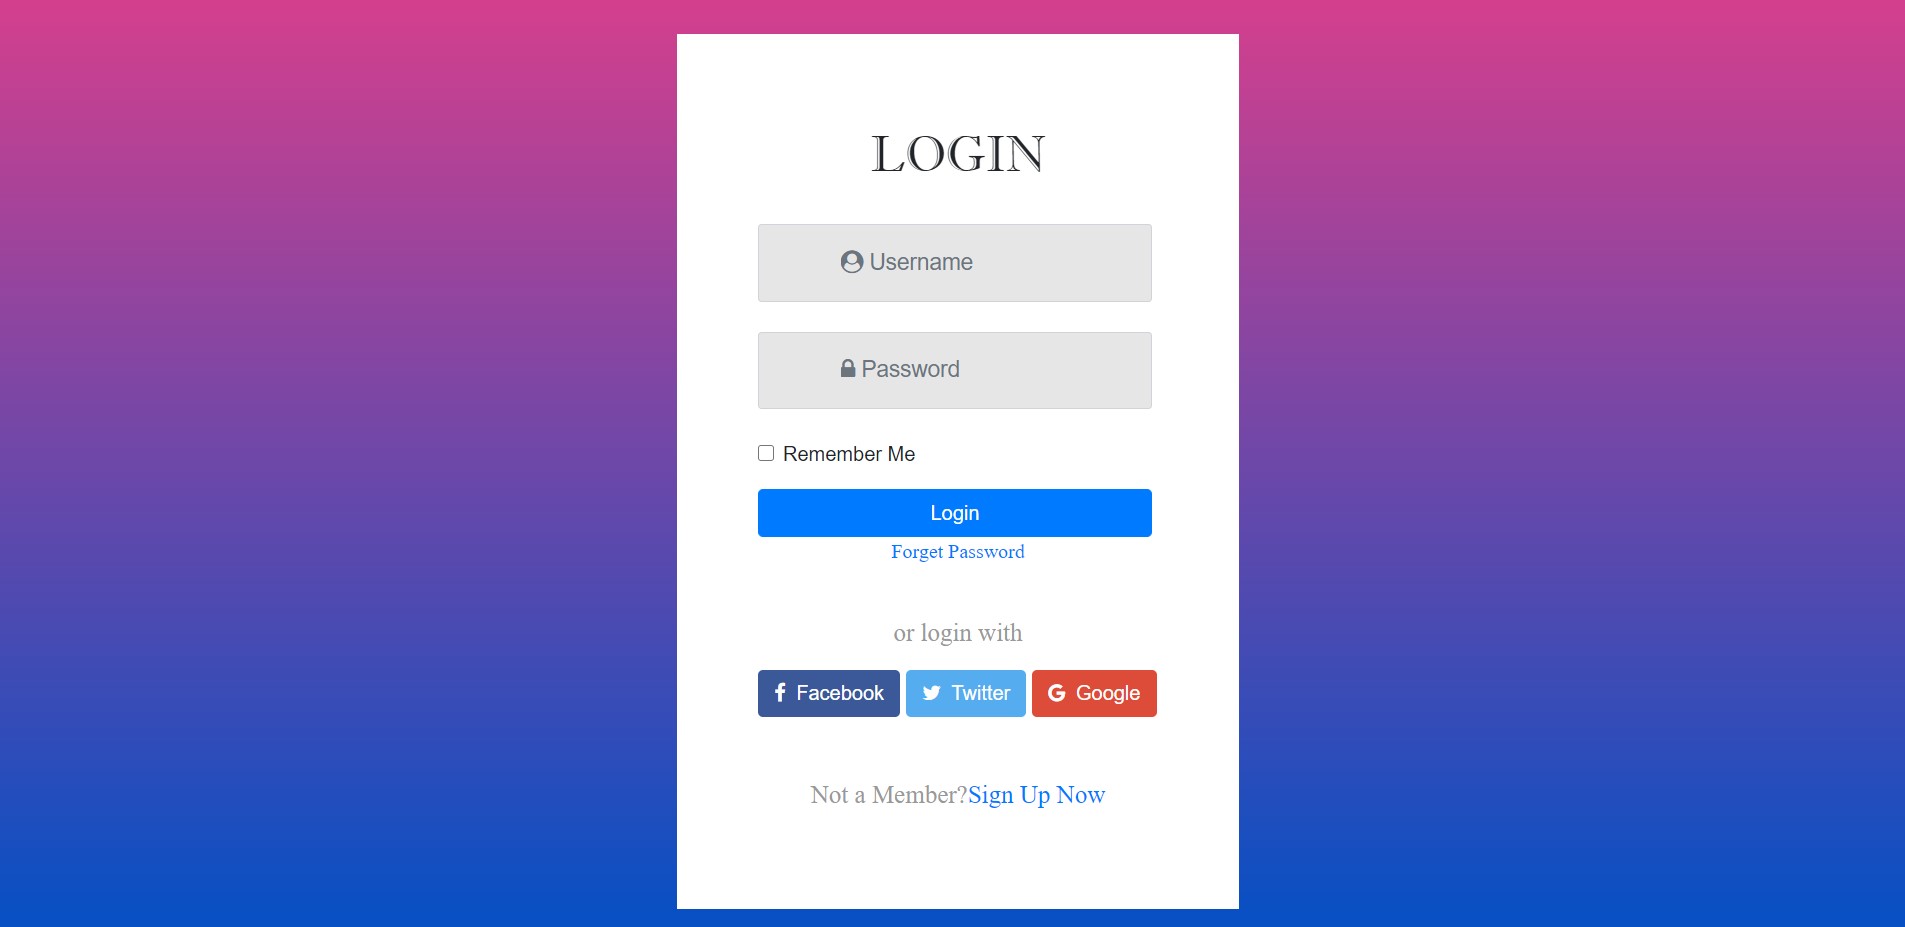 LOGIN
Username
Password
Remember Me
Login
Forget Password
or login with
Facebook Twitter Google
Not a Member?Sign Up Now